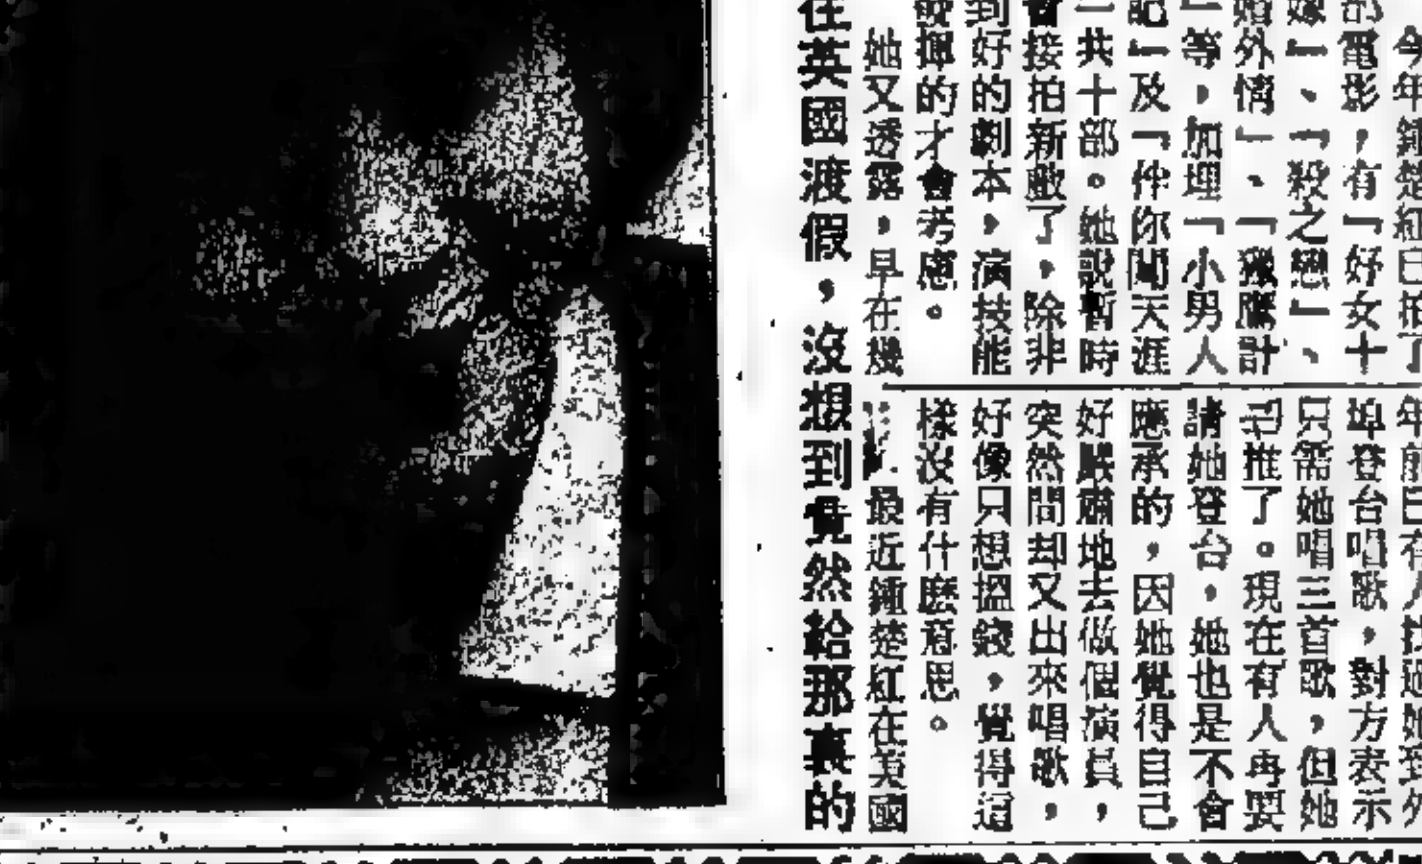 今年鍾楚紅已拍了
部電影，有「好女十
嫁」、「殺之戀」、
婚外情」、「獵鷹計
」等，加埋「小男人
記」及「伴你闖天涯
一共十部。她說暫時
會接拍新戲了，除非
到好的劇本，演技能
發揮的才會考慮。
她又透露，早在幾
年前已有人找她到外
埠登台唱歌，對方表示
只需她唱三首歌，但她
已推了。現在有人再要
請她登台，她也是不會
應承的，因她覺得自己
好嚴肅地去做個演員，
突然間却又出來唱歌，
好像只想搵錢，覺得這
樣沒有什麼意思。
最近鍾楚紅在美國
在英國渡假，沒想到竟然給那真的